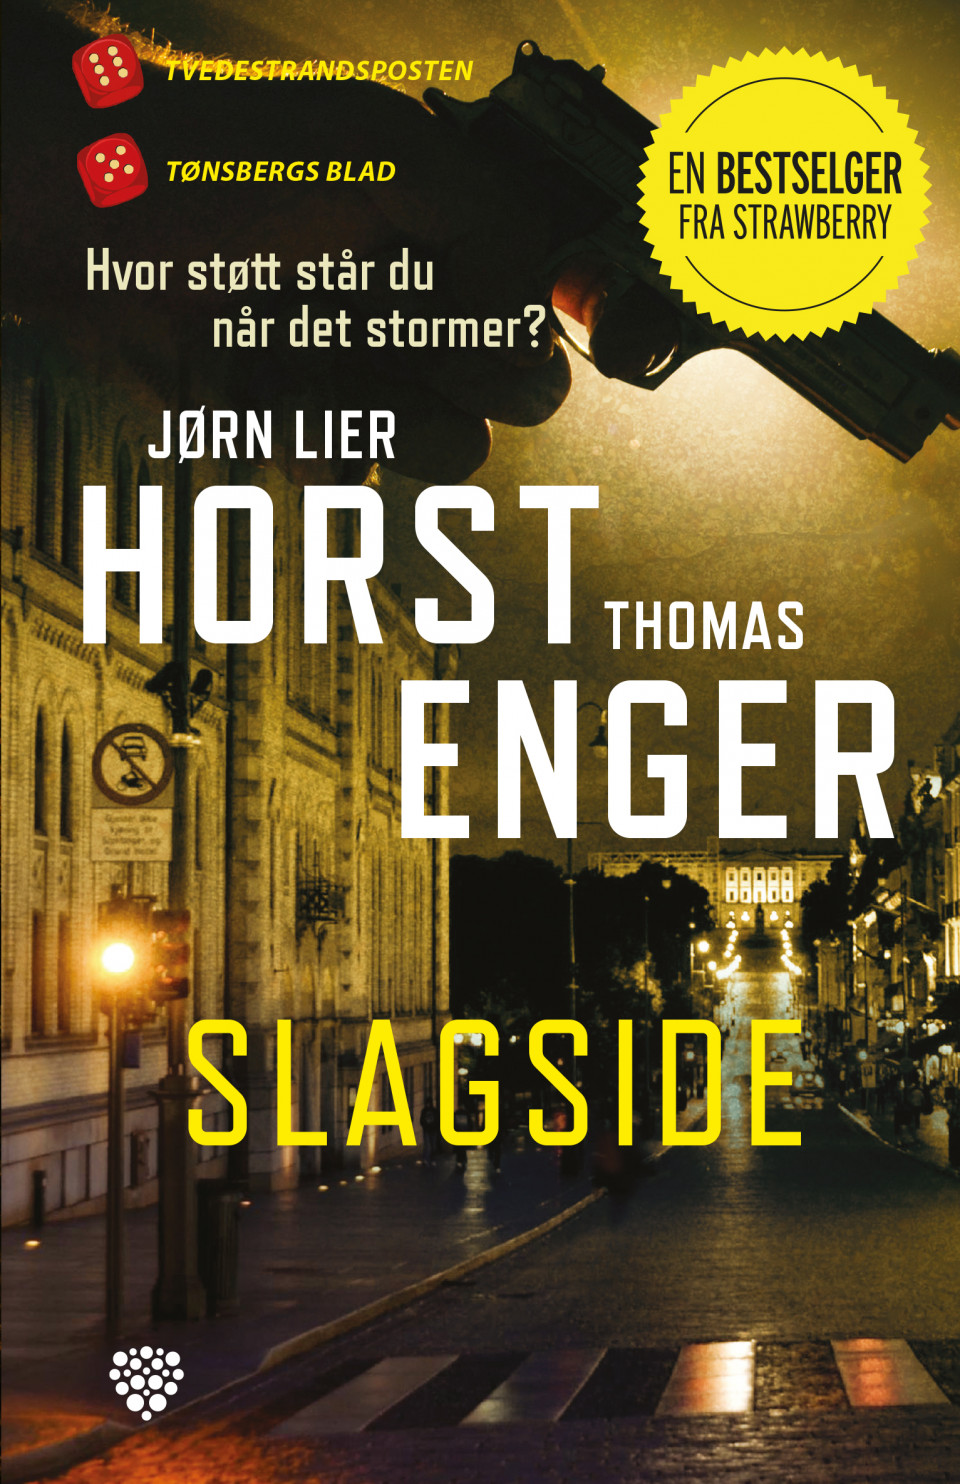 TVEDESTRANDSPOSTEN
TØNSBERGS BLAD
EN BESTSELGER
FRA STRAWBERRY
Hvor støtt står du
når det stormer?
JØRN LIER
HORST
THOMAS
ENGER
SLAGSIDE